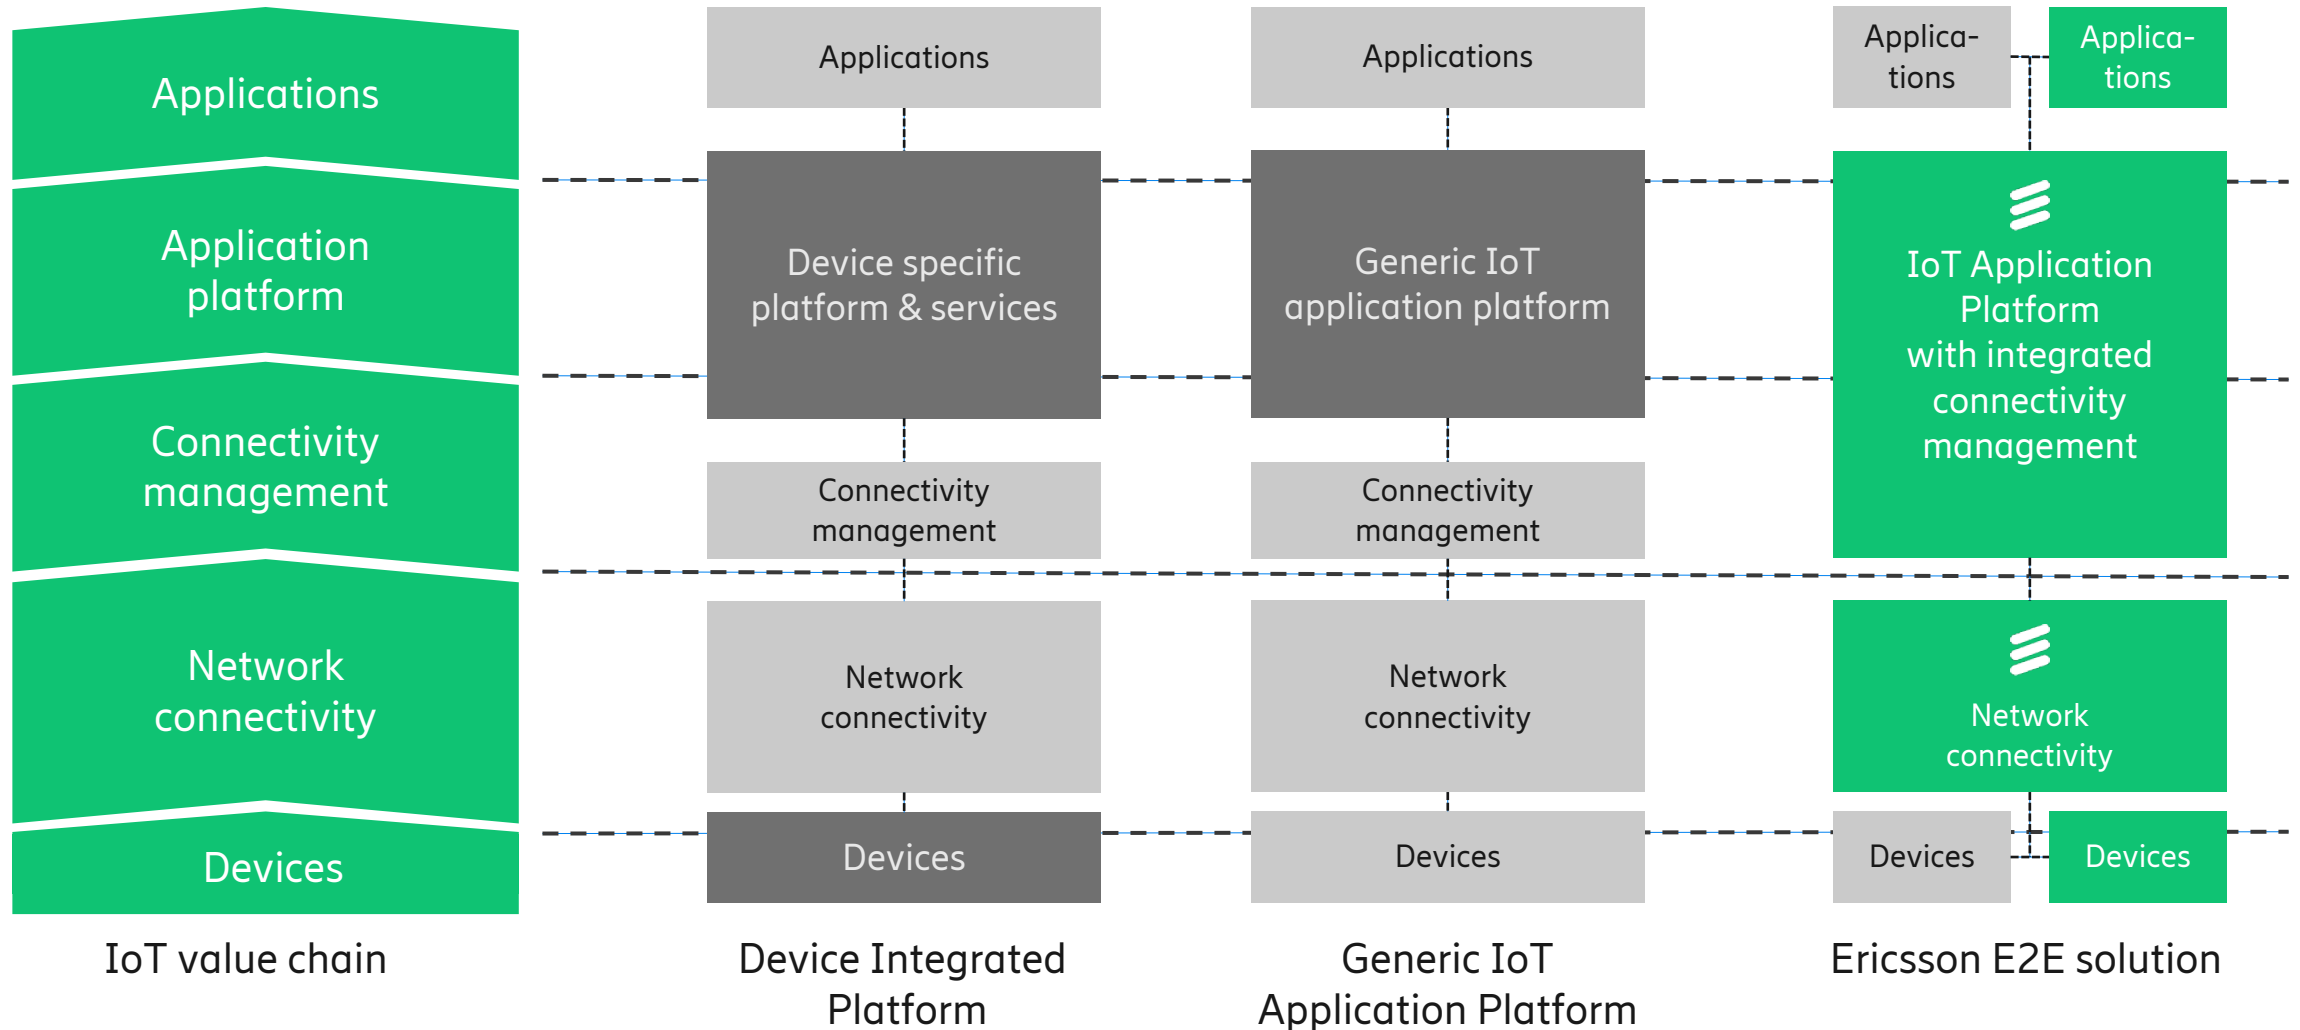 Applications
Application
platform
Connectivity
management
Network
connectivity
Devices
IoT value chain
Applications
Device specific
platform & services
Connectivity
management
Network
connectivity
Devices
Device Integrated
Platform
Applications
Generic IoT
application platform
Connectivity
management
Network
connectivity
Devices
Generic IoT
Application Platform
Applica-
tions
Applica-
tions
IoT Application
Platform
with integrated
connectivity
management
Network
connectivity
Devices
Devices
Ericsson E2E solution